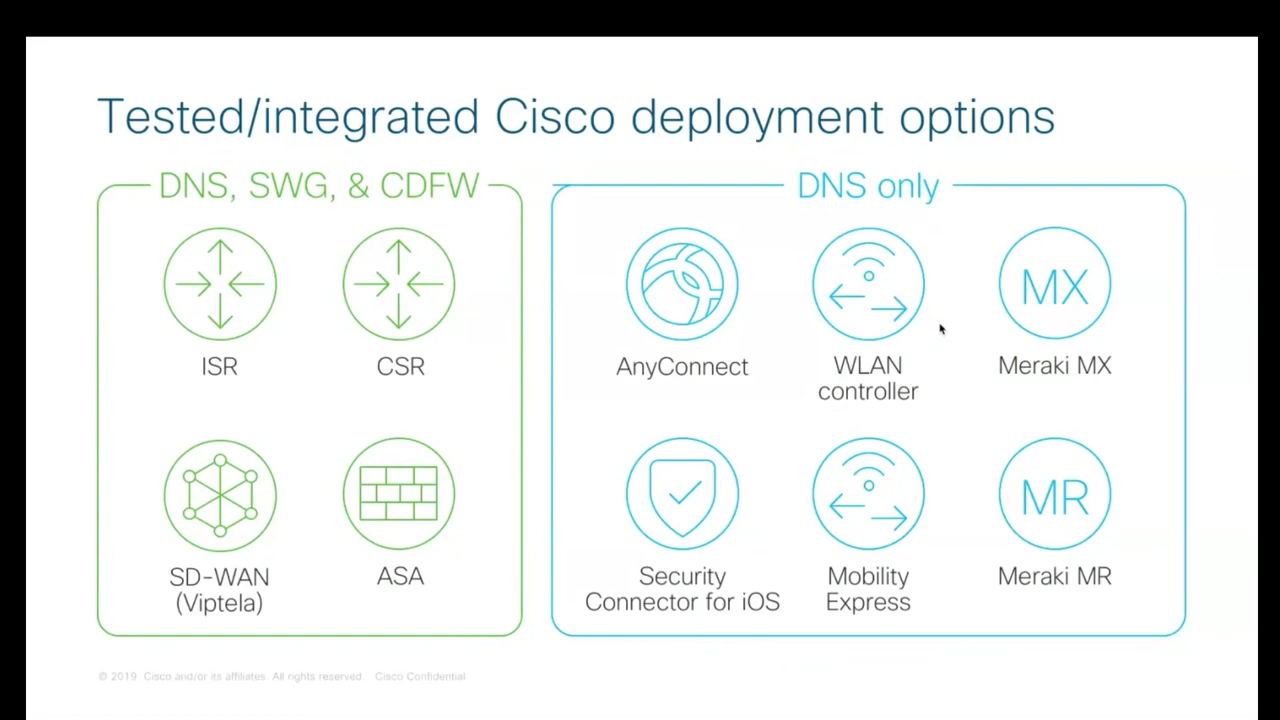 Tested/integrated Cisco deployment options
DNS, SWG, & CDFW
ISR
CSR
SD-WAN
(Viptela)
ASA
DNS only
AnyConnect
WLAN
controller
MX
Meraki MX
Security
Connector for iOS
Mobility
Express
MR
Meraki MR
© 2019 Cisco and/or its affiliates. All rights reserved. Cisco Confidential